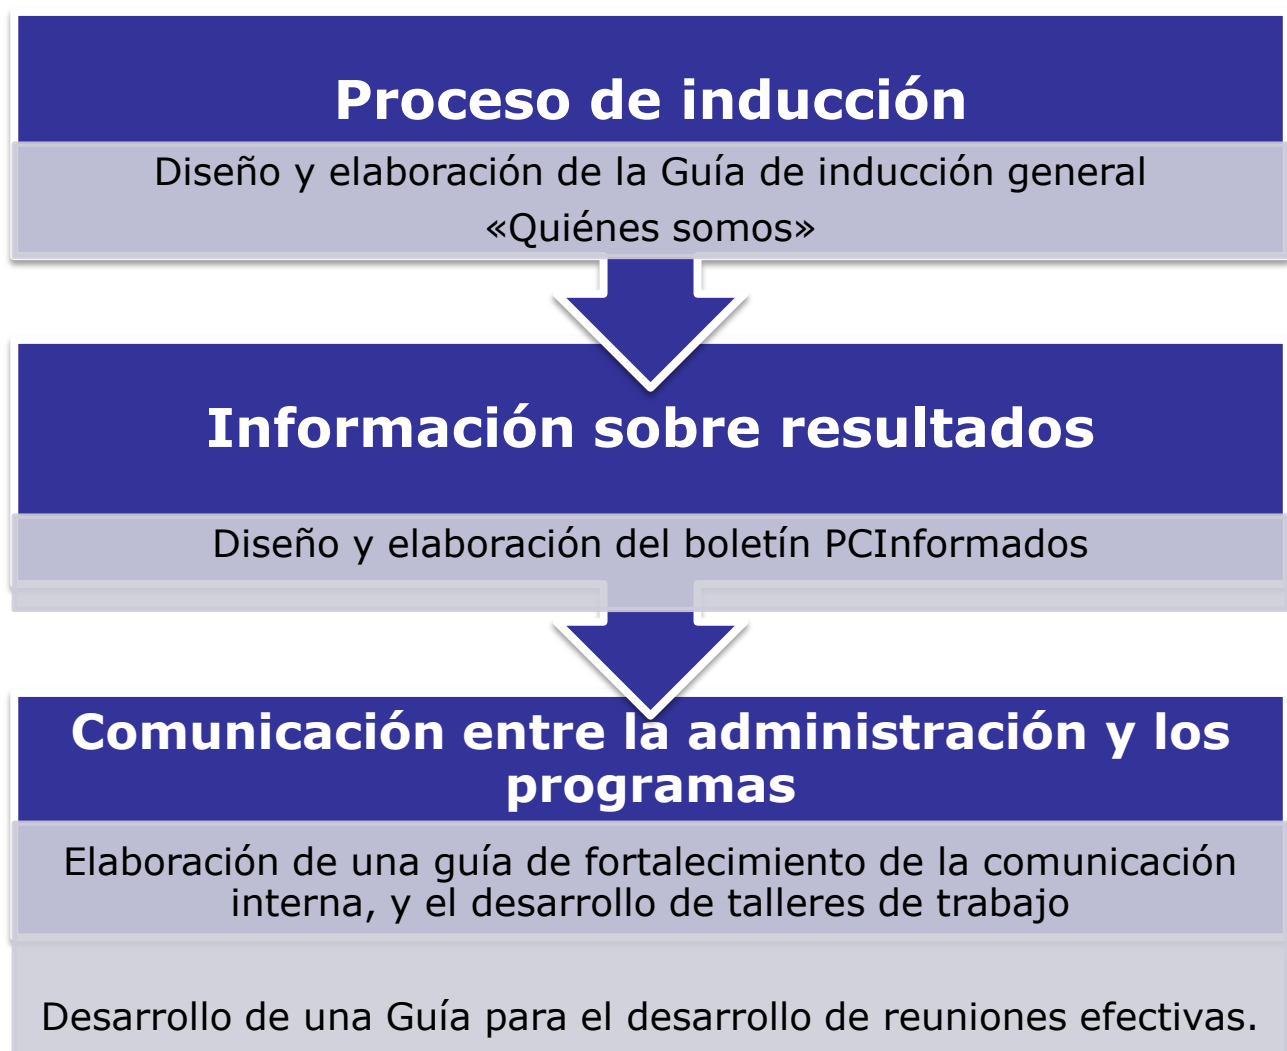 Proceso de inducción
Diseño y elaboración de la Guía de inducción general
«Quiénes somos»
Información sobre resultados
Diseño y elaboración del boletín PCInformados
Comunicación entre la administración y los
programas
Elaboración de una guía de fortalecimiento de la comunicación
interna, y el desarrollo de talleres de trabajo
Desarrollo de una Guía para el desarrollo de reuniones efectivas.